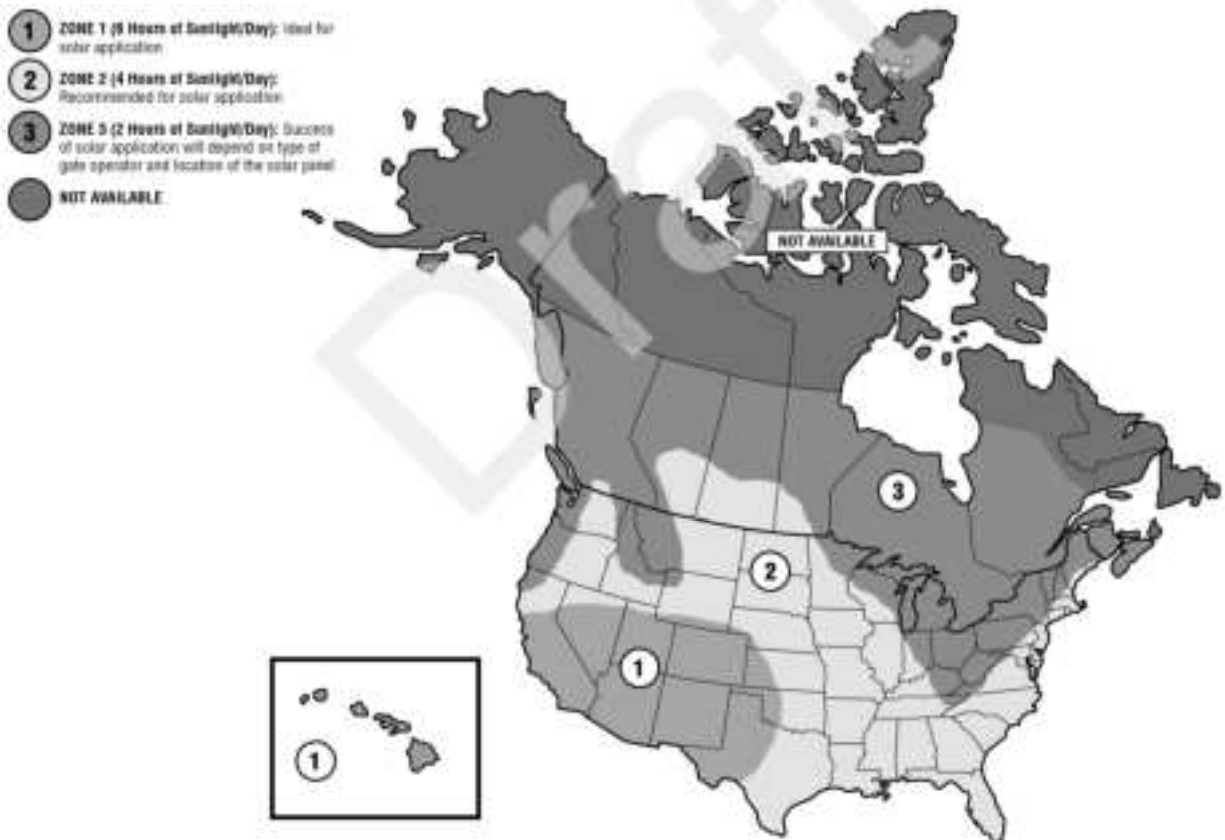 1
ZONE 1 (6 Hours of Sunlight/Day): Ideal for
solar application
2
ZONE 2 (4 Hours of Sunlight/Day):
Recommended for solar application
3
ZONE 3 (2 Hours of Sunlight/Day): Success
of solar application will depend on type of
gate operator and location of the solar panel
NOT AVAILABLE
NOT AVAILABLE
3
2
1
1
Draft